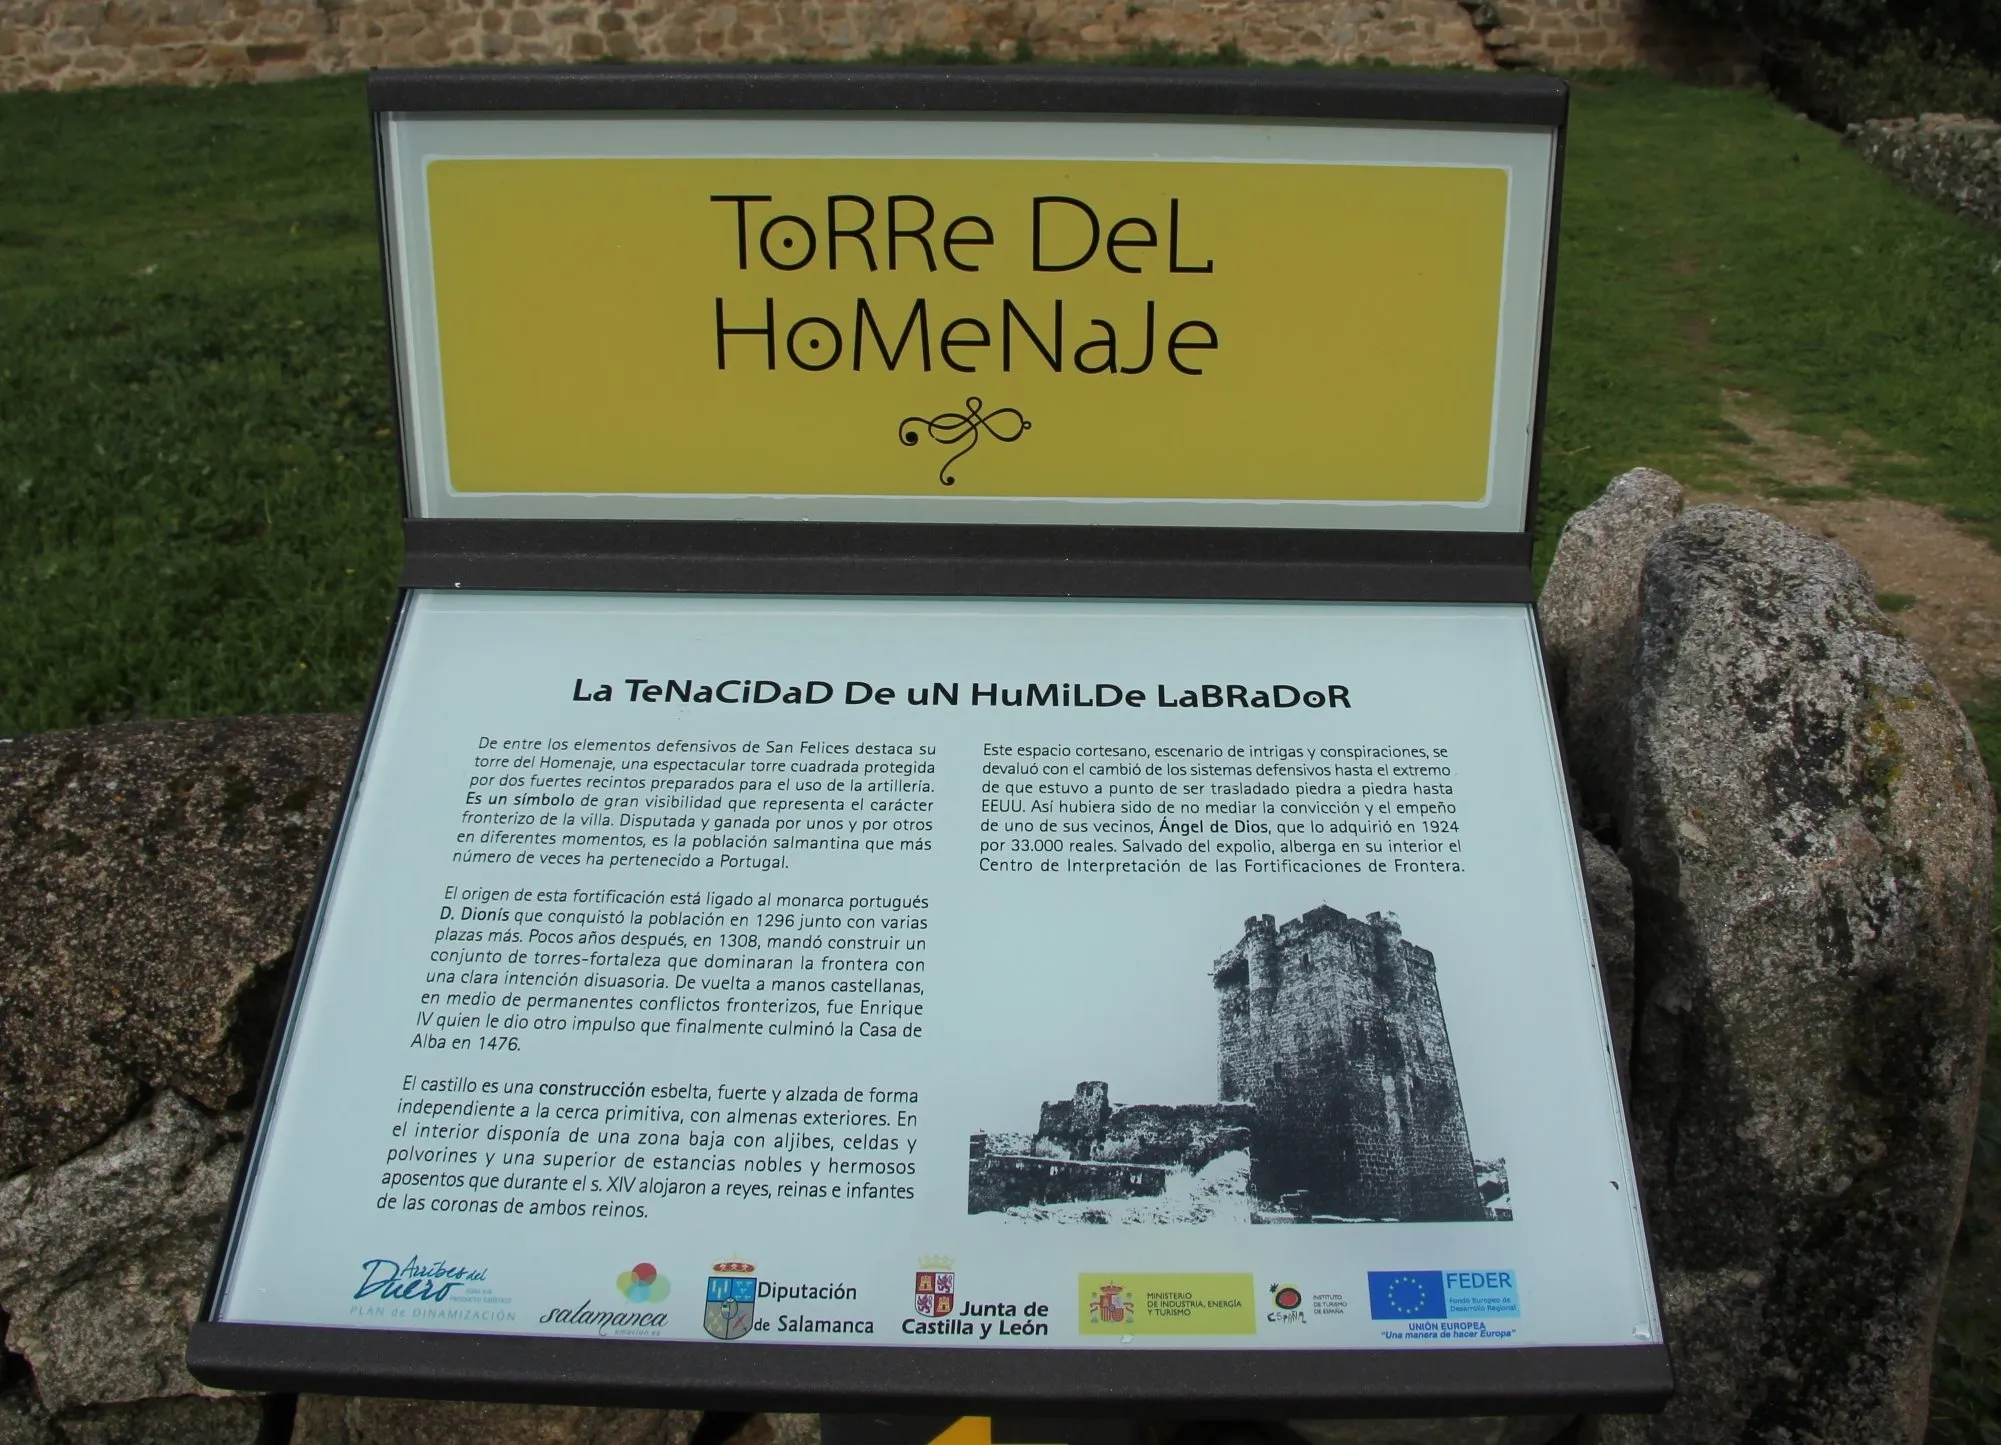 ToRRe DeL
HoMeNaJe
La TeNaCiDaD De uN HuMiLDe LaBRaDoR
De entre los elementos defensivos de San Felices destaca su
torre del Homenaje, una espectacular torre cuadrada protegida
por dos fuertes recintos preparados para el uso de la artillería.
Es un símbolo de gran visibilidad que representa el carácter
fronterizo de la villa. Disputada y ganada por unos y por otros
en diferentes momentos, es la población salmantina que más
número de veces ha pertenecido a Portugal.
El origen de esta fortificación está ligado al monarca portugués
D. Dionís que conquistó la población en 1296 junto con varias
plazas más. Pocos años después, en 1308, mandó construir un
conjunto de torres-fortaleza que dominaran la frontera con
una clara intención disuasoria. De vuelta a manos castellanas,
en medio de permanentes conflictos fronterizos, fue Enrique
IV quien le dio otro impulso que finalmente culminó la Casa de
Alba en 1476.
El castillo es una construcción esbelta, fuerte y alzada de forma
independiente a la cerca primitiva, con almenas exteriores. En
el interior disponía de una zona baja con aljibes, celdas y
polvorines y una superior de estancias nobles y hermosos
aposentos que durante el s. XIV alojaron a reyes, reinas e infantes
de las coronas de ambos reinos.
Este espacio cortesano, escenario de intrigas y conspiraciones, se
devaluó con el cambió de los sistemas defensivos hasta el extremo
de que estuvo a punto de ser trasladado piedra a piedra hasta
EEUU. Así hubiera sido de no mediar la convicción y el empeño
de uno de sus vecinos, Ángel de Dios, que lo adquirió en 1924
por 33.000 reales. Salvado del expolio, alberga en su interior el
Centro de Interpretación de las Fortificaciones de Frontera.
Arribes del
Duero
PLAN de DINAMIZACIÓN
salamanca
emocion.es
Diputación
de Salamanca
Junta de
Castilla y León
MINISTERIO
DE INDUSTRIA, ENERGÍA
Y TURISMO
ESPAÑA
INSTITUTO
DE TURISMO
DE ESPAÑA
FEDER
Fondo Europeo de
Desarrollo Regional
UNIÓN EUROPEA
"Una manera de hacer Europa"